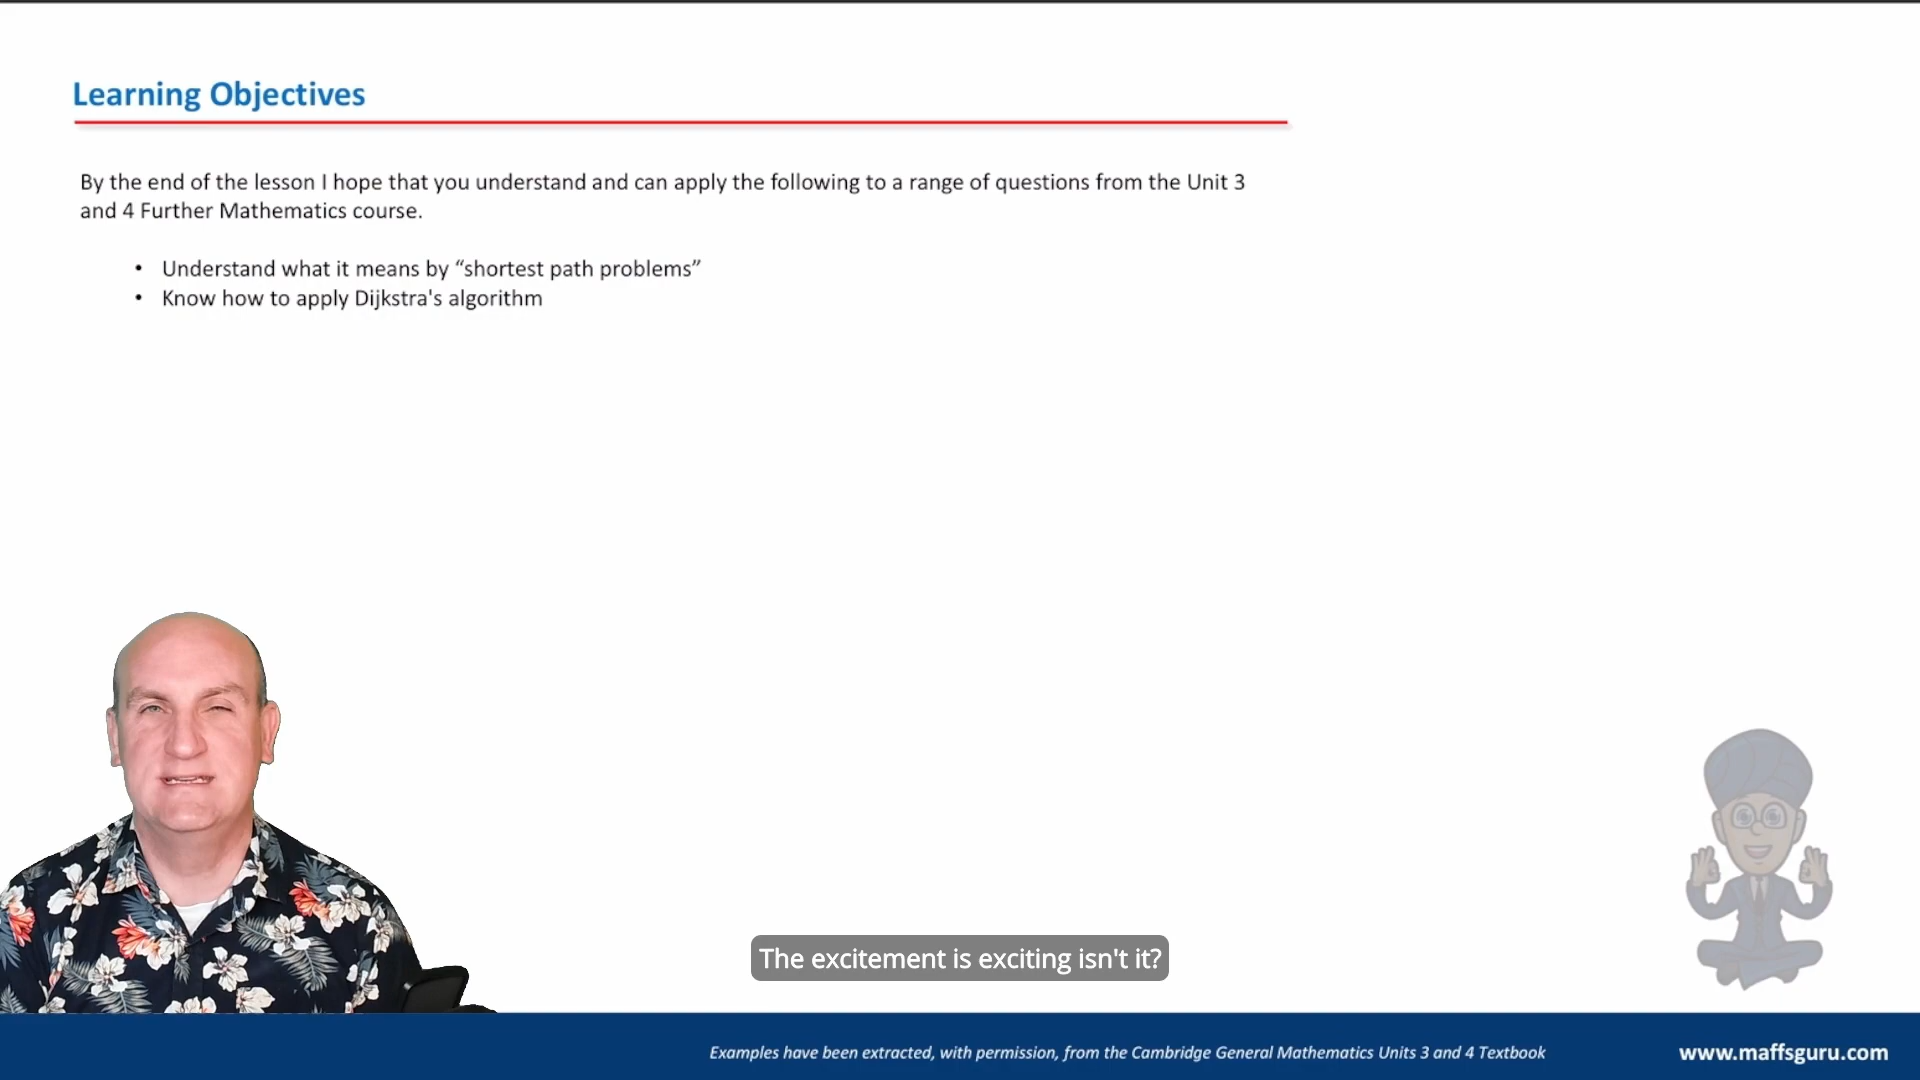 Learning Objectives
By the end of the lesson I hope that you understand and can apply the following to a range of questions from the Unit 3
and 4 Further Mathematics course.
• Understand what it means by “shortest path problems”
• Know how to apply Dijkstra's algorithm
The excitement is exciting isn't it?
Examples have been extracted, with permission, from the Cambridge General Mathematics Units 3 and 4 Textbook
www.maffsguru.com